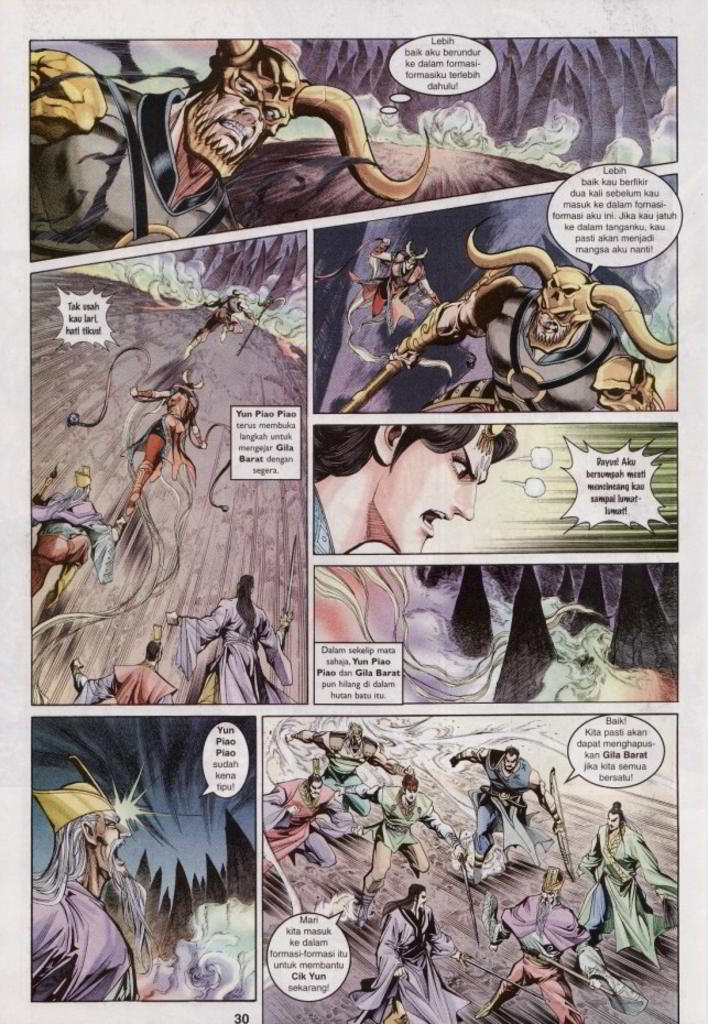 Lebih
baik aku berundur
ke dalam formasi-
formasiku terlebih
dahulu!
Lebih
baik kau berfikir
dua kali sebelum kau
masuk ke dalam fomasi-
formasi aku ini. Jika kau jatuh
ke dalam tanganku, kau
pasti akan menjadi
mangsa aku nanti!
Tak usah
kau lari,
hati tikus!
Yun Piao Piao
terus membuka
langkah untuk
mengejar Gila
Barat dengan
segera.
Dayus! Aku
bersumpah mesti
mencincang kau
sampai lumat-
lumat!
Dalam sekelip mata
sahaja, Yun Piao
Piao dan Gila Barat
pun hilang di dalam
hutan batu itu.
Yun
Piao
Piao
sudah
kena
tipu!
Baik!
Kita pasti akan
dapat menghapus-
kan Gila Barat
jika kita semua
bersatu!
Mari
kita masuk
ke dalam
formasi-formasi itu
untuk membantu
Cik Yun
sekarang!
30